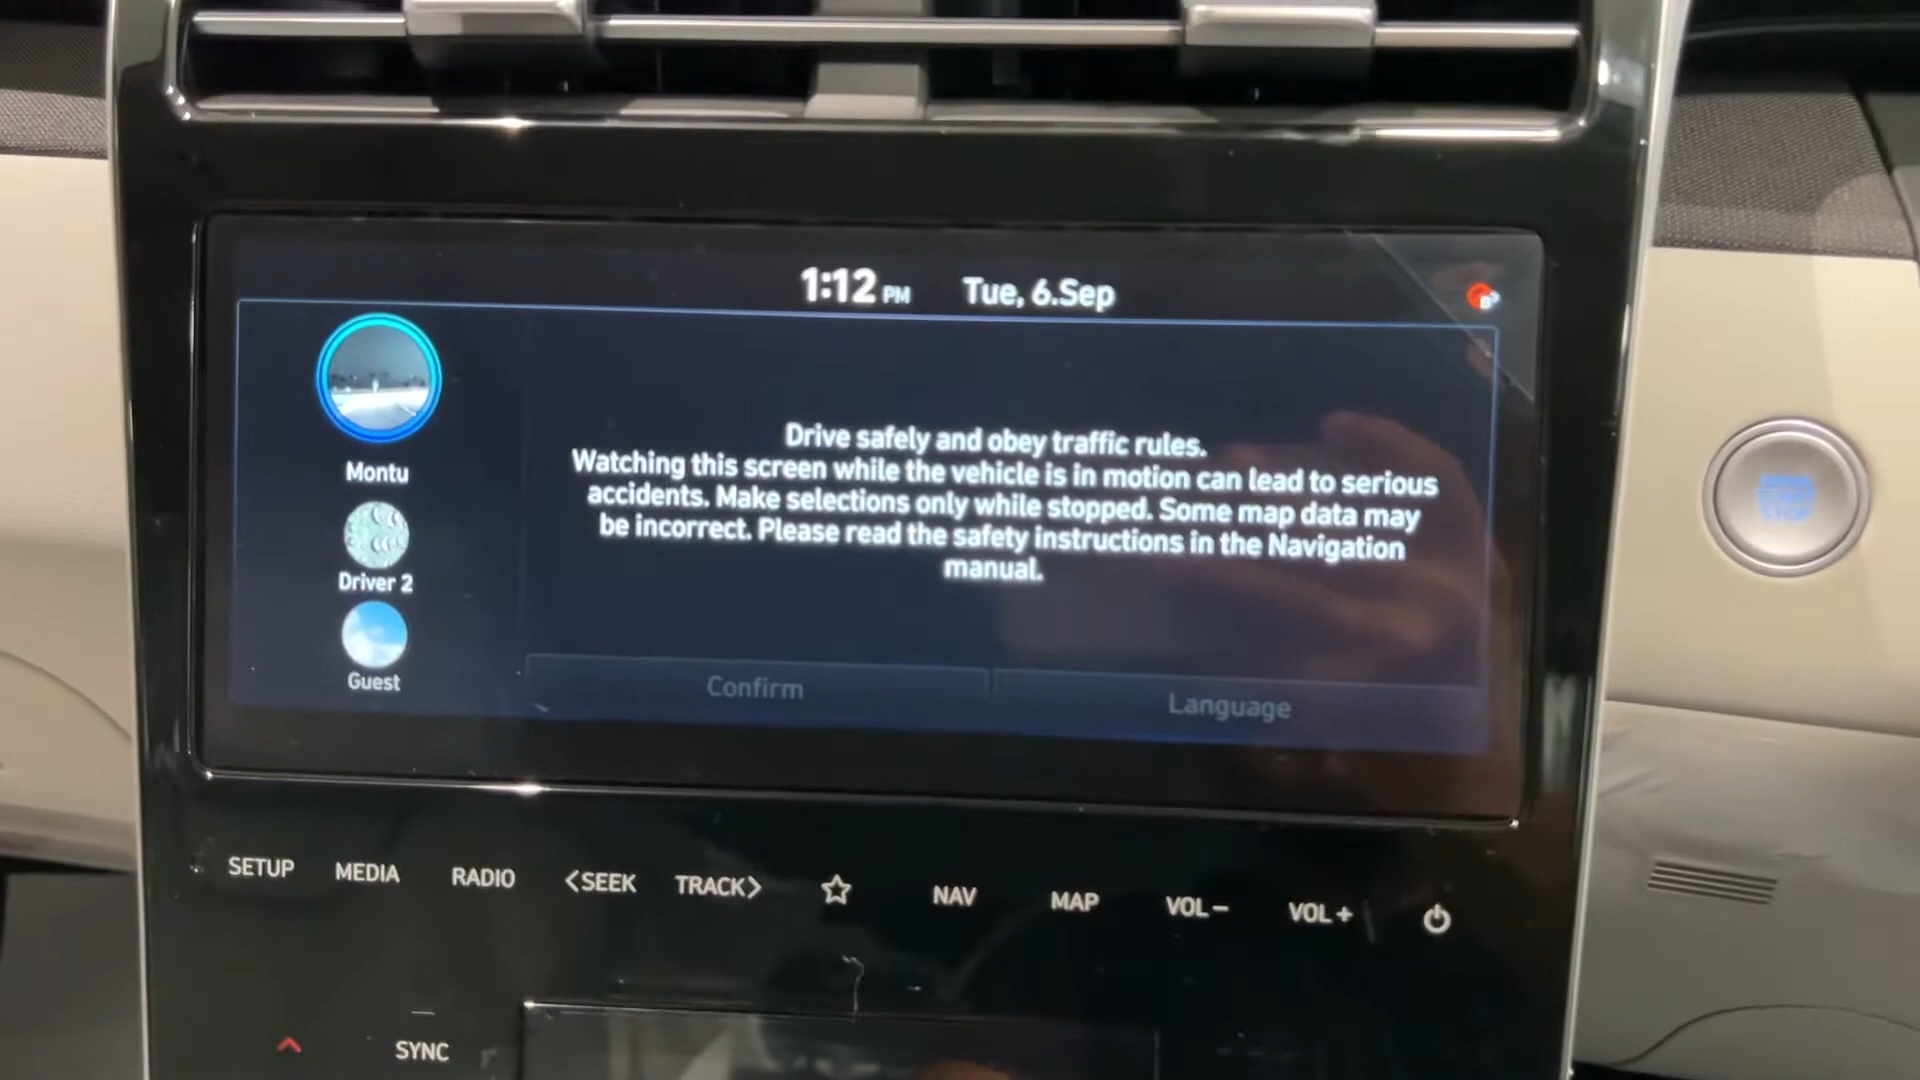 1:12 PM Tue, 6.Sep
Montu
Driver 2
Guest
Drive safely and obey traffic rules.
Watching this screen while the vehicle is in motion can lead to serious
accidents. Make selections only while stopped. Some map data may
be incorrect. Please read the safety instructions in the Navigation
manual.
Confirm Language
SETUP MEDIA RADIO <SEEK TRACK> NAV MAP VOL- VOL+
SYNC